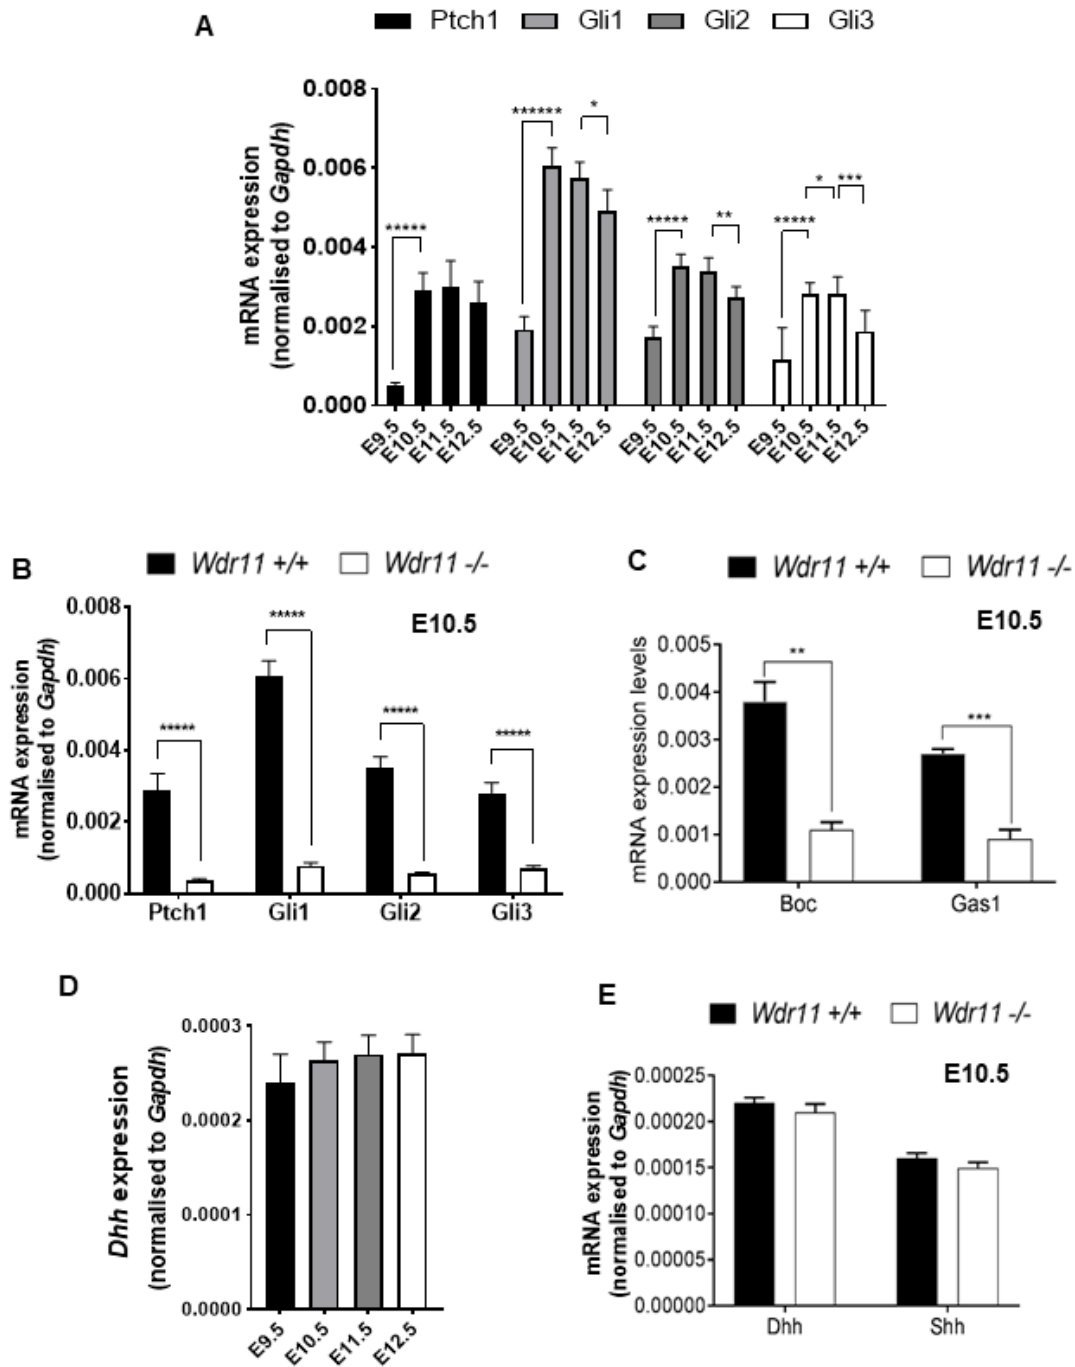 A
Ptch1 Gli1 Gli2 Gli3
mRNA expression
(normalised to Gapdh)
0.008
0.006
0.004
0.002
0.000
***** ****** * ***** ** ***** * ***
E9.5 E10.5 E11.5 E12.5 E9.5 E10.5 E11.5 E12.5 E9.5 E10.5 E11.5 E12.5 E9.5 E10.5 E11.5 E12.5
B
Wdr11 +/+ Wdr11 -/-
E10.5
mRNA expression
(normalised to Gapdh)
0.008
0.006
0.004
0.002
0.000
***** ***** ***** *****
Ptch1 Gli1 Gli2 Gli3
C
Wdr11 +/+ Wdr11 -/-
E10.5
mRNA expression levels
0.005
0.004
0.003
0.002
0.001
0.000
** ***
Boc Gas1
D
Dhh expression
(normalised to Gapdh)
0.0003
0.0002
0.0001
0.0000
E9.5 E10.5 E11.5 E12.5
E
Wdr11 +/+ Wdr11 -/-
E10.5
mRNA expression
(normalised to Gapdh)
0.00025
0.00020
0.00015
0.00010
0.00005
0.00000
Dhh Shh